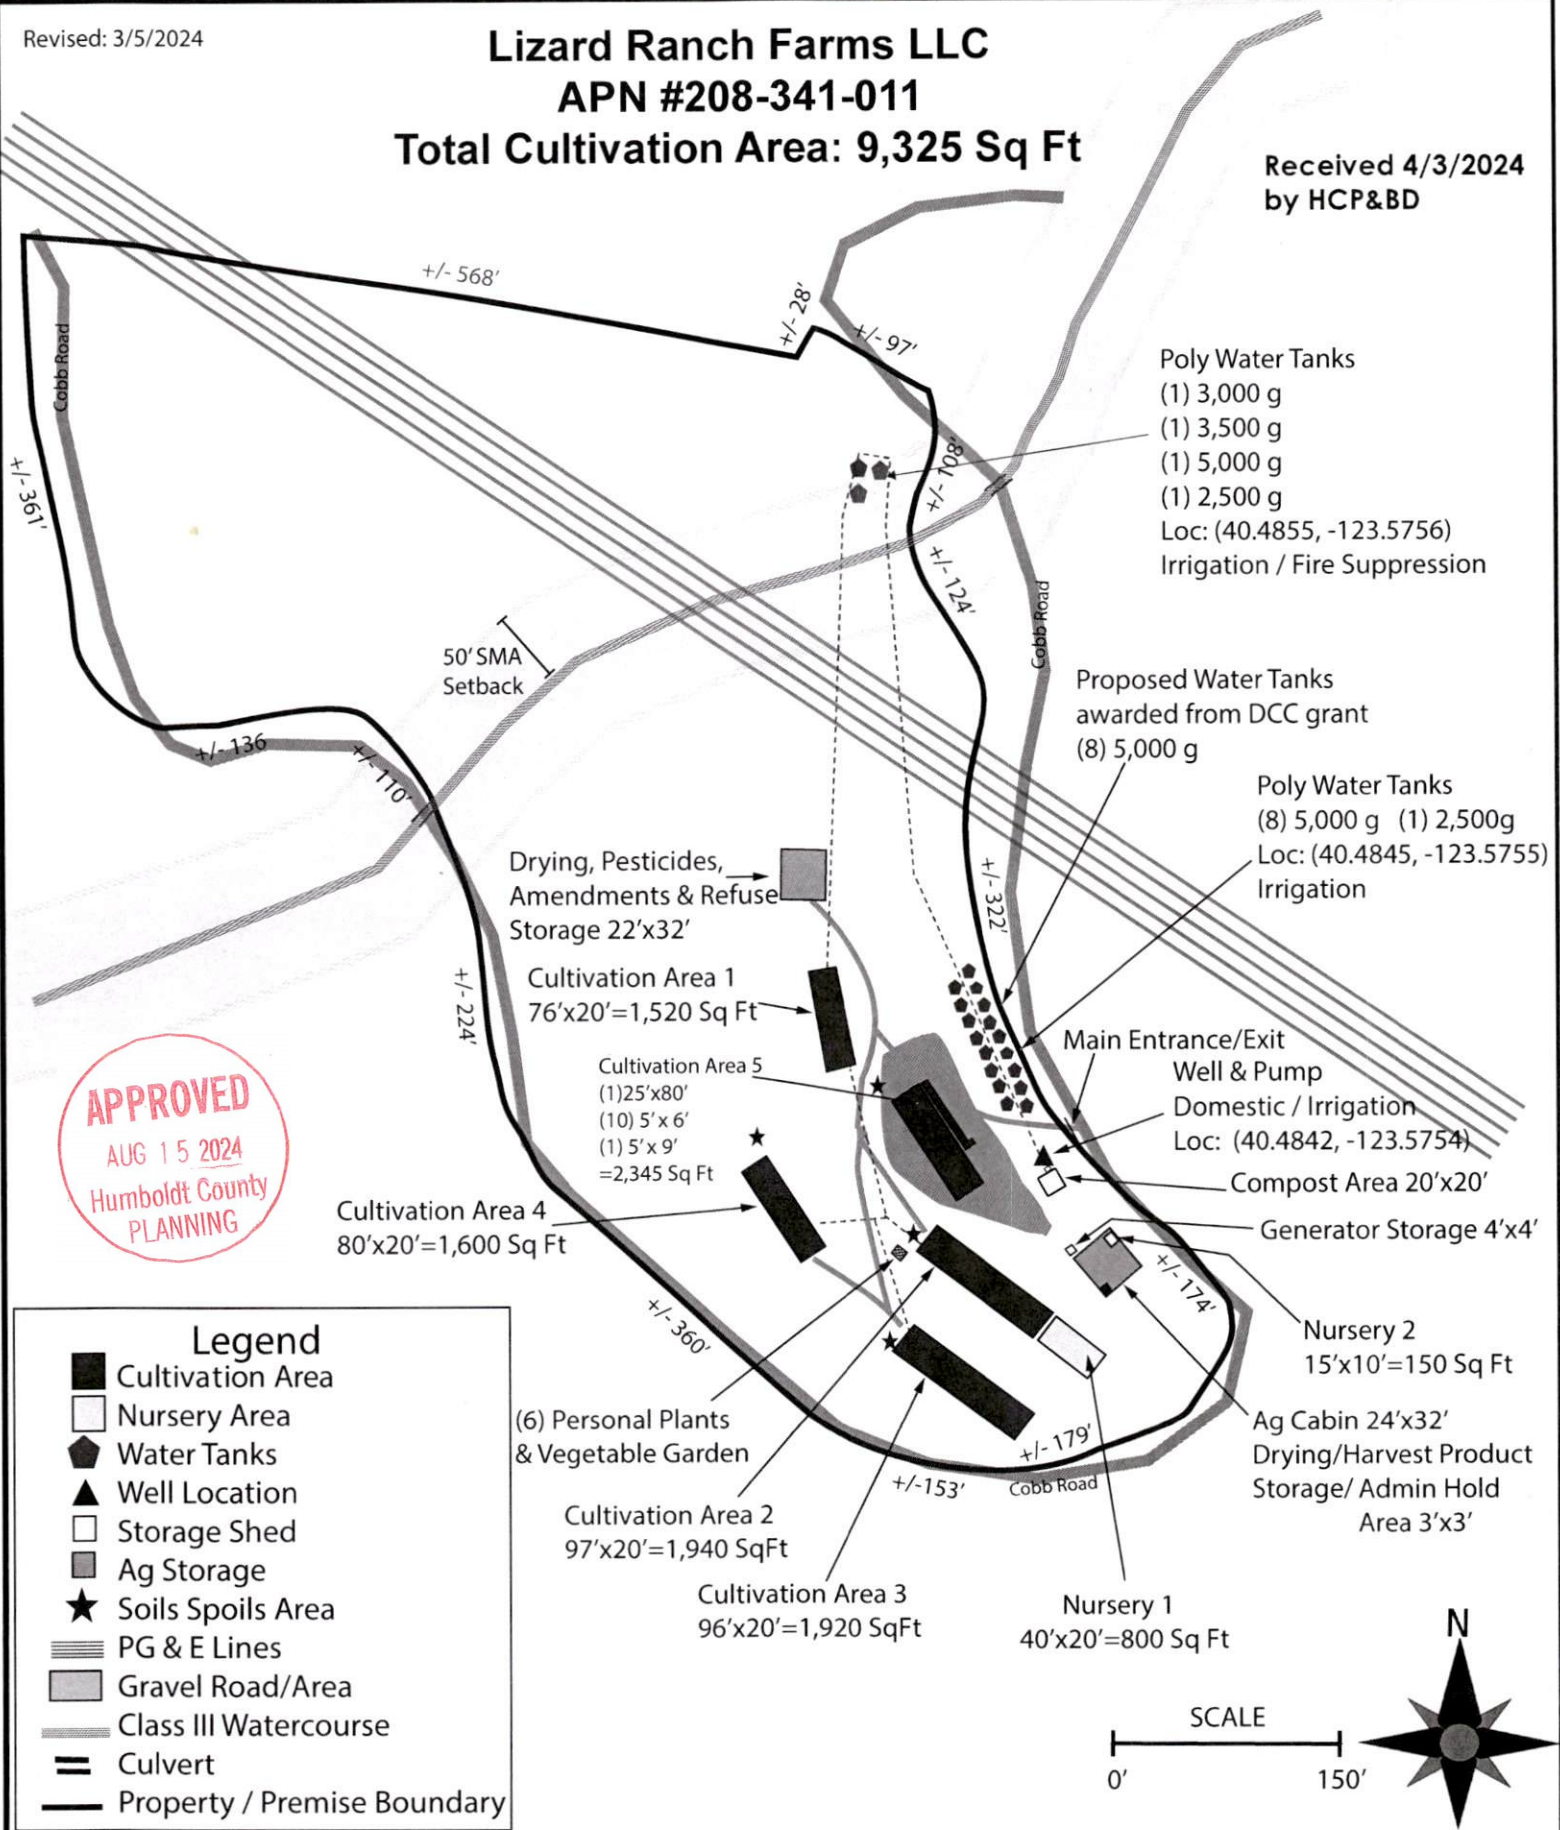 Revised: 3/5/2024
Lizard Ranch Farms LLC
APN #208-341-011
Total Cultivation Area: 9,325 Sq Ft
Received 4/3/2024
by HCP&BD
+/- 568'
+/- 28'
+/- 97'
Cobb Road
+/- 361'
+/- 108'
Poly Water Tanks
(1) 3,000 g
(1) 3,500 g
(1) 5,000 g
(1) 2,500 g
Loc: (40.4855, -123.5756)
Irrigation / Fire Suppression
+/- 124'
Cobb Road
50' SMA
Setback
Proposed Water Tanks
awarded from DCC grant
(8) 5,000 g
+/- 136
+/- 110'
Poly Water Tanks
(8) 5,000 g (1) 2,500g
Loc: (40.4845, -123.5755)
Irrigation
Drying, Pesticides,
Amendments & Refuse
Storage 22'x32'
+/- 322'
Cultivation Area 1
76'x20'=1,520 Sq Ft
+/- 224'
Main Entrance/Exit
Cultivation Area 5
(1)25'x80'
(10) 5' x 6'
(1) 5' x 9'
=2,345 Sq Ft
Well & Pump
Domestic / Irrigation
Loc: (40.4842, -123.5754)
APPROVED
AUG 15 2024
Humboldt County
PLANNING
Compost Area 20'x20'
Cultivation Area 4
80'x20'=1,600 Sq Ft
Generator Storage 4'x4'
+/- 174'
+/- 360'
Nursery 2
15'x10'=150 Sq Ft
(6) Personal Plants
& Vegetable Garden
Ag Cabin 24'x32'
Drying/Harvest Product
Storage/ Admin Hold
Area 3'x3'
+/- 179'
+/-153'
Cobb Road
Cultivation Area 2
97'x20'=1,940 SqFt
Cultivation Area 3
96'x20'=1,920 SqFt
Nursery 1
40'x20'=800 Sq Ft
Legend
Cultivation Area
Nursery Area
Water Tanks
Well Location
Storage Shed
Ag Storage
Soils Spoils Area
PG & E Lines
Gravel Road/Area
Class III Watercourse
Culvert
Property / Premise Boundary
N
SCALE
0' 150'